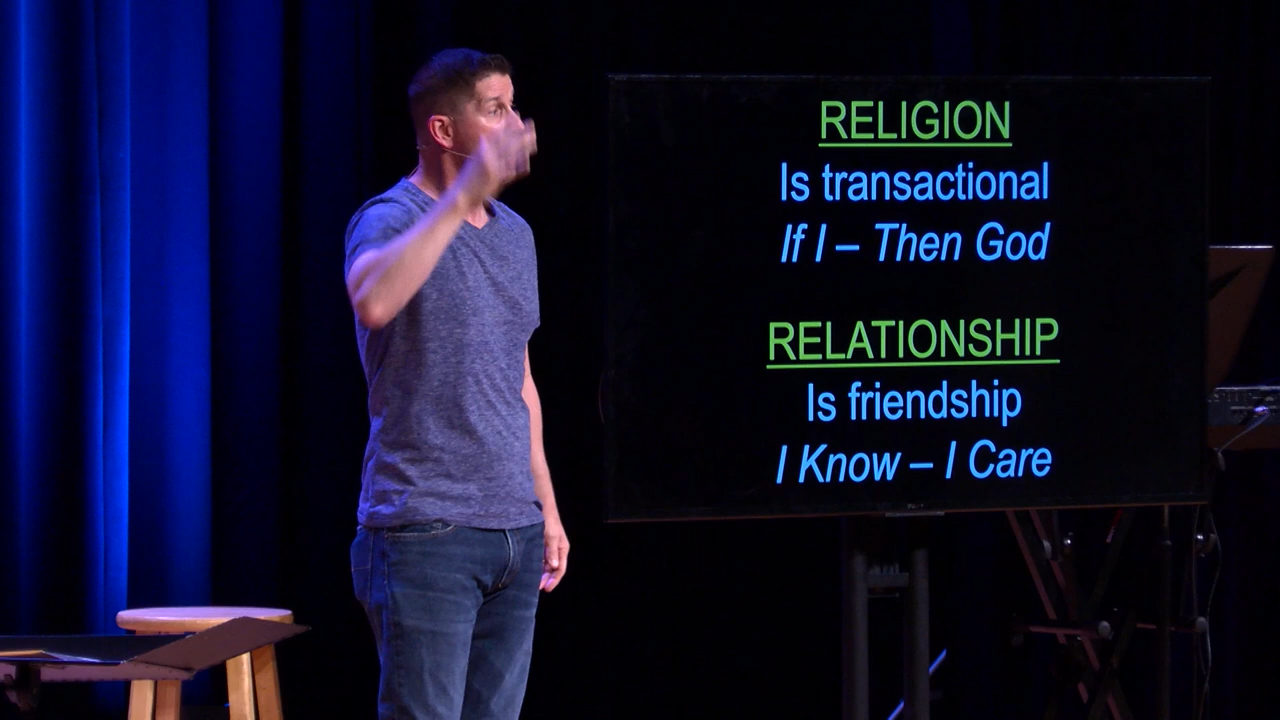 RELIGION
Is transactional
If I – Then God
RELATIONSHIP
Is friendship
I Know – I Care